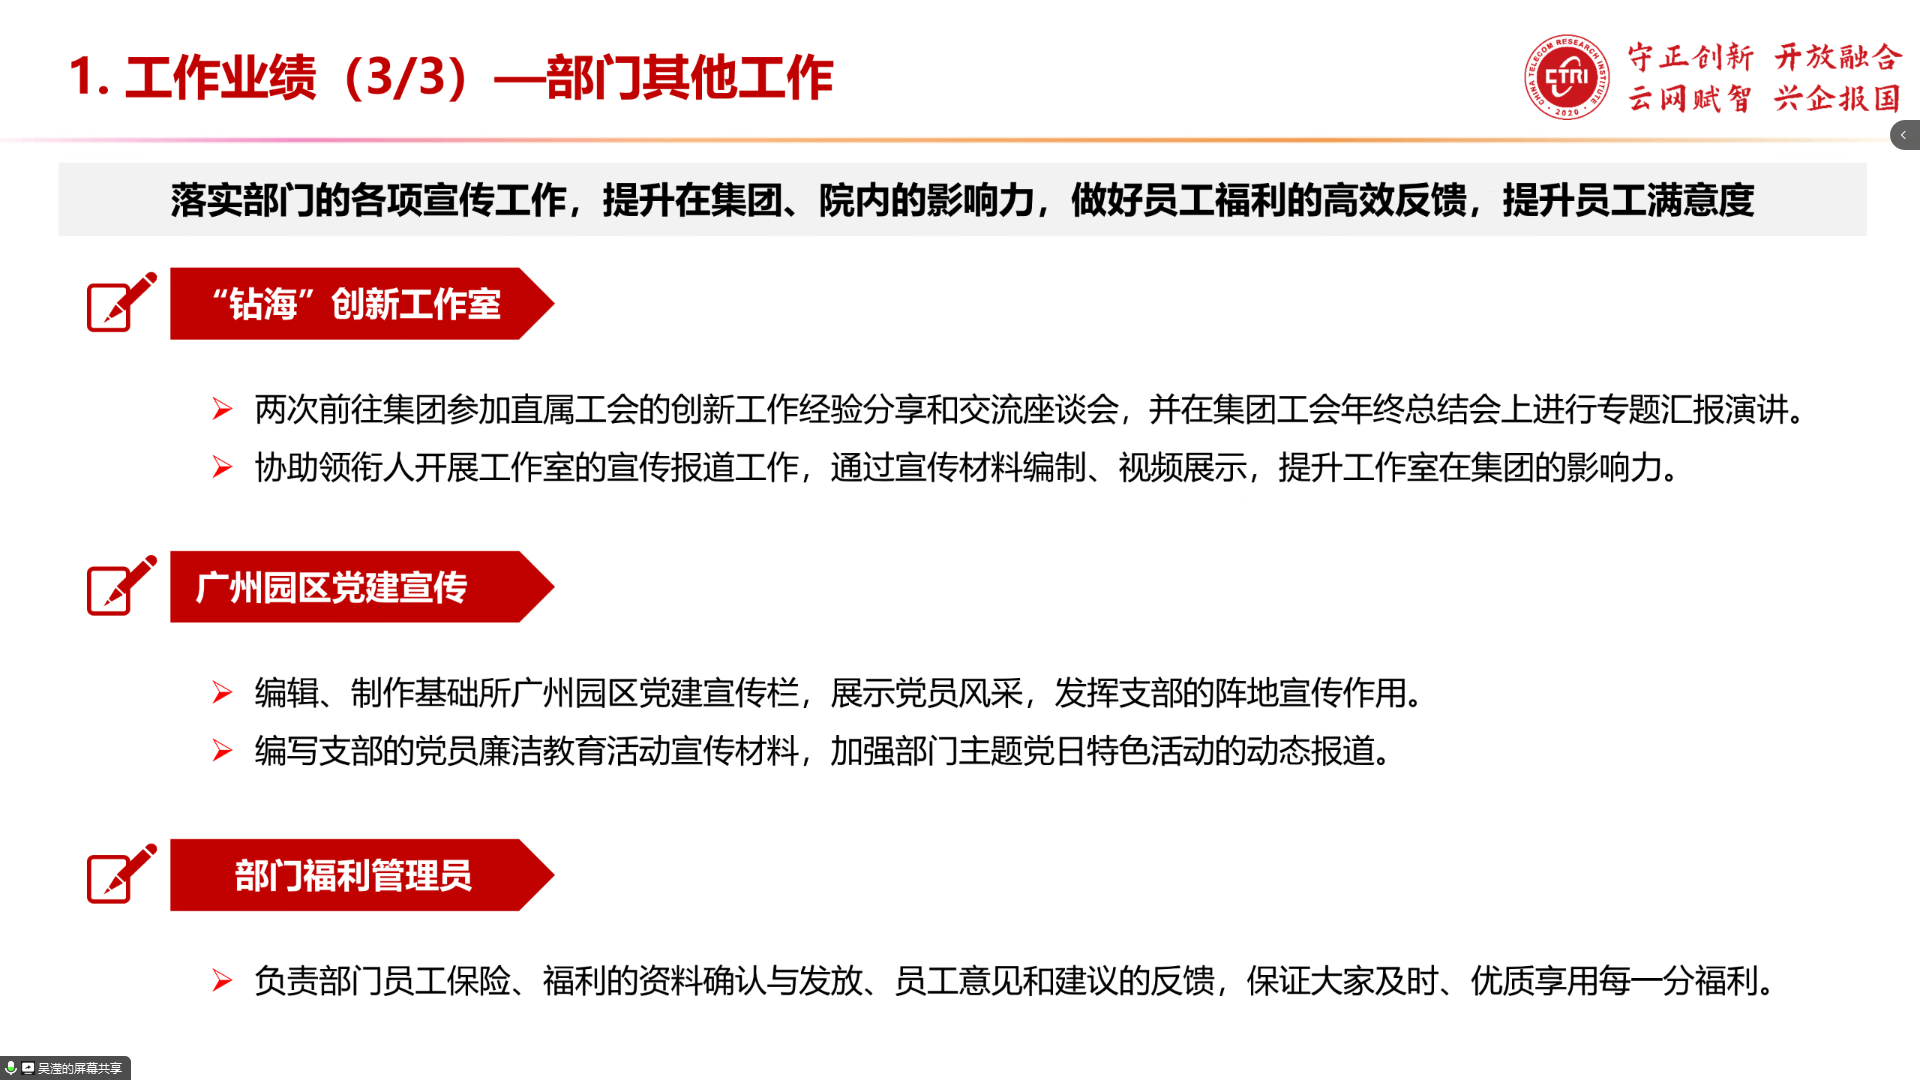 1. 工作业绩（3/3）—部门其他工作
CHINA TELECOM RESEARCH INSTITUTE
CTRI
2020
守正创新 开放融合
云网赋智 兴企报国
落实部门的各项宣传工作，提升在集团、院内的影响力，做好员工福利的高效反馈，提升员工满意度
“钻海”创新工作室
两次前往集团参加直属工会的创新工作经验分享和交流座谈会，并在集团工会年终总结会上进行专题汇报演讲。
协助领衔人开展工作室的宣传报道工作，通过宣传材料编制、视频展示，提升工作室在集团的影响力。
广州园区党建宣传
编辑、制作基础所广州园区党建宣传栏，展示党员风采，发挥支部的阵地宣传作用。
编写支部的党员廉洁教育活动宣传材料，加强部门主题党日特色活动的动态报道。
部门福利管理员
负责部门员工保险、福利的资料确认与发放、员工意见和建议的反馈，保证大家及时、优质享用每一分福利。
吴滢的屏幕共享